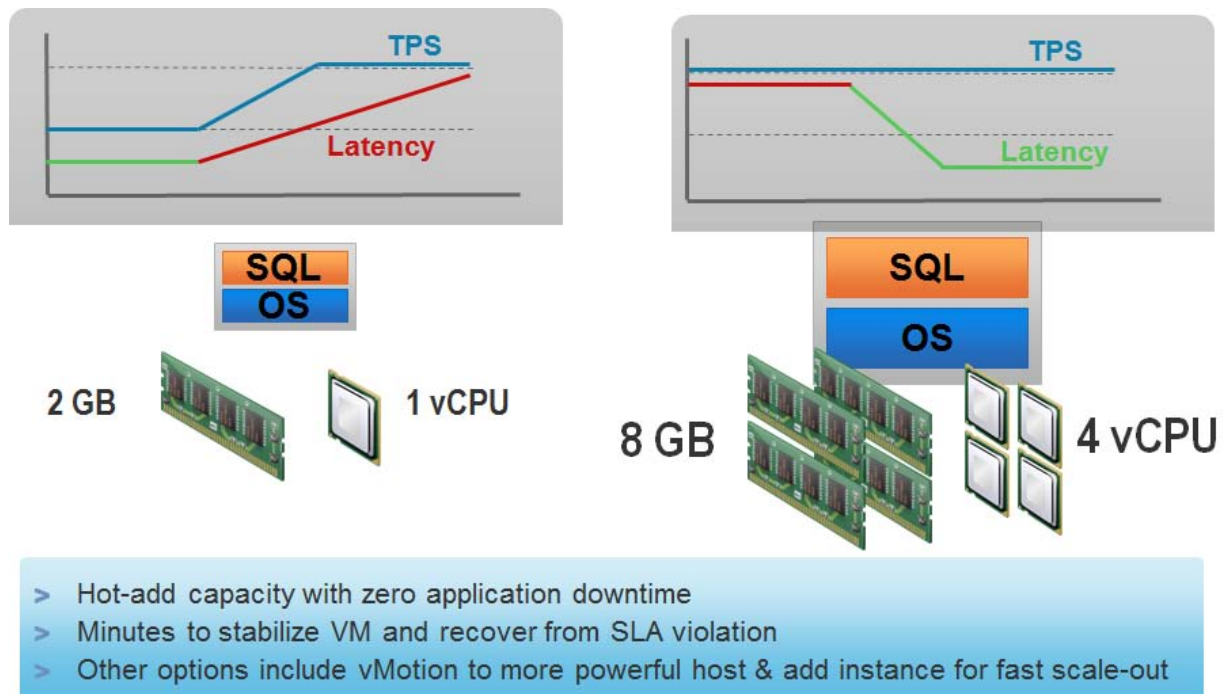 TPS
Latency
TPS
Latency
SQL
OS
SQL
OS
2 GB
1 vCPU
8 GB
4 vCPU
> Hot-add capacity with zero application downtime
> Minutes to stabilize VM and recover from SLA violation
> Other options include vMotion to more powerful host & add instance for fast scale-out